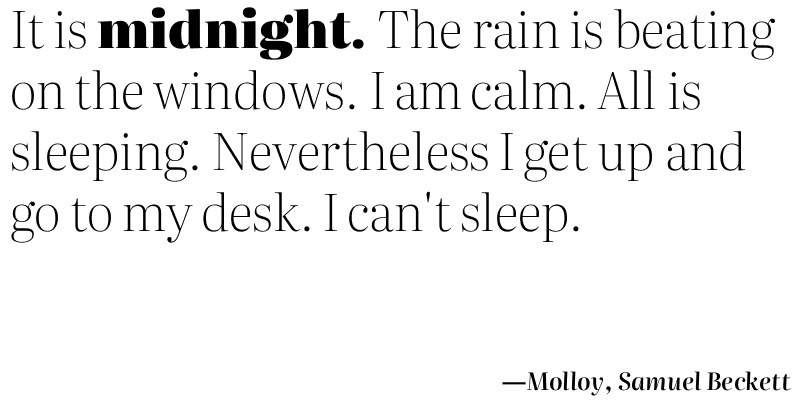 It is midnight. The rain is beating
on the windows. I am calm. All is
sleeping. Nevertheless I get up and
go to my desk. I can't sleep.
—Molloy, Samuel Beckett